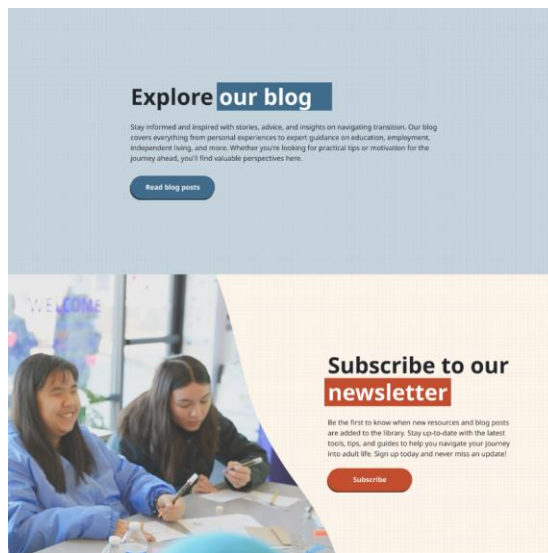 Explore our blog
Stay informed and inspired with stories, advice, and insights on navigating transition. Our blog
covers everything from personal experiences to expert guidance on education, employment,
independent living, and more. Whether you're looking for practical tips or motivation for the
journey ahead, you'll find valuable perspectives here.
Read blog posts
WELCOME
Subscribe to our
newsletter
Be the first to know when new resources and blog posts
are added to the library. Stay up-to-date with the latest
tools, tips, and guides to help you navigate your journey
into adult life. Sign up today and never miss an update!
Subscribe